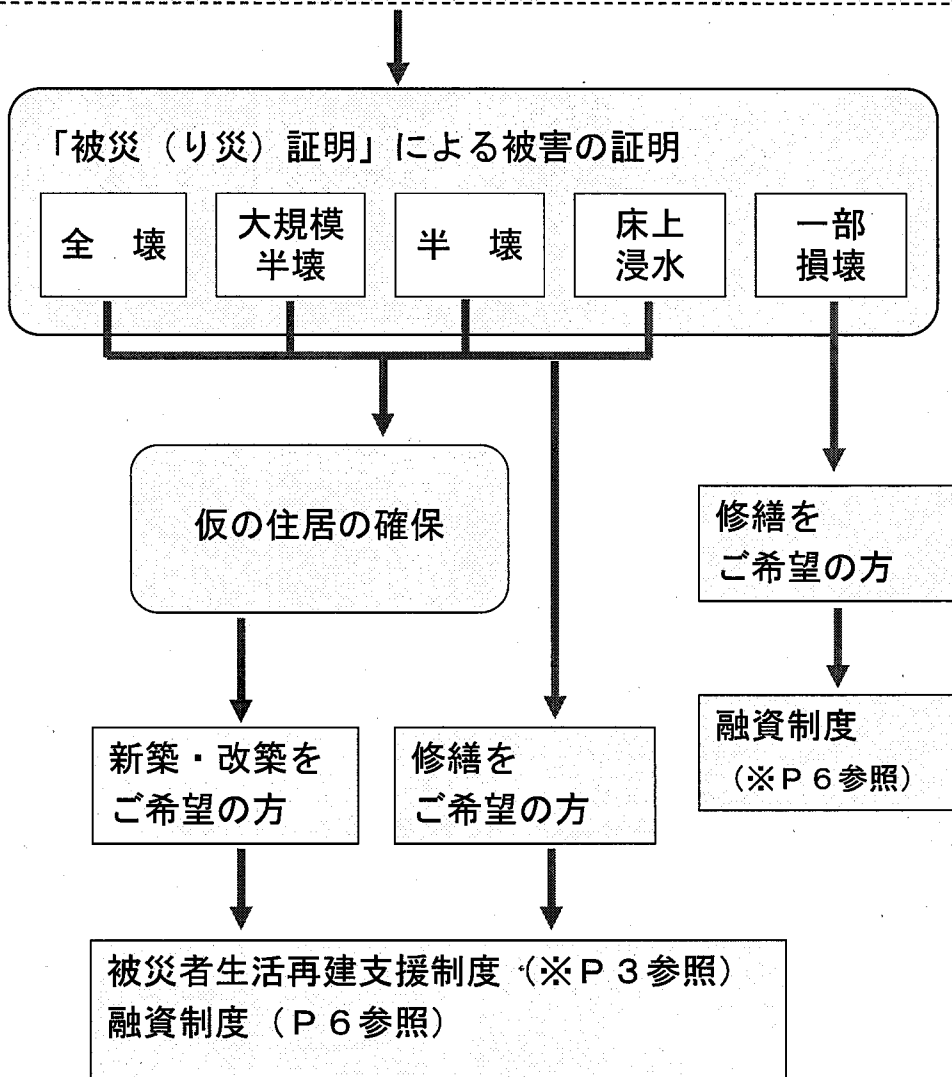 「被災（り災）証明」による被害の証明
全　壊
大規模
半壊
半　壊
床上
浸水
一部
損壊
仮の住居の確保
修繕を
ご希望の方
融資制度
（※Ｐ６参照）
新築・改築を
ご希望の方
修繕を
ご希望の方
被災者生活再建支援制度（※Ｐ３参照）
融資制度（Ｐ６参照）